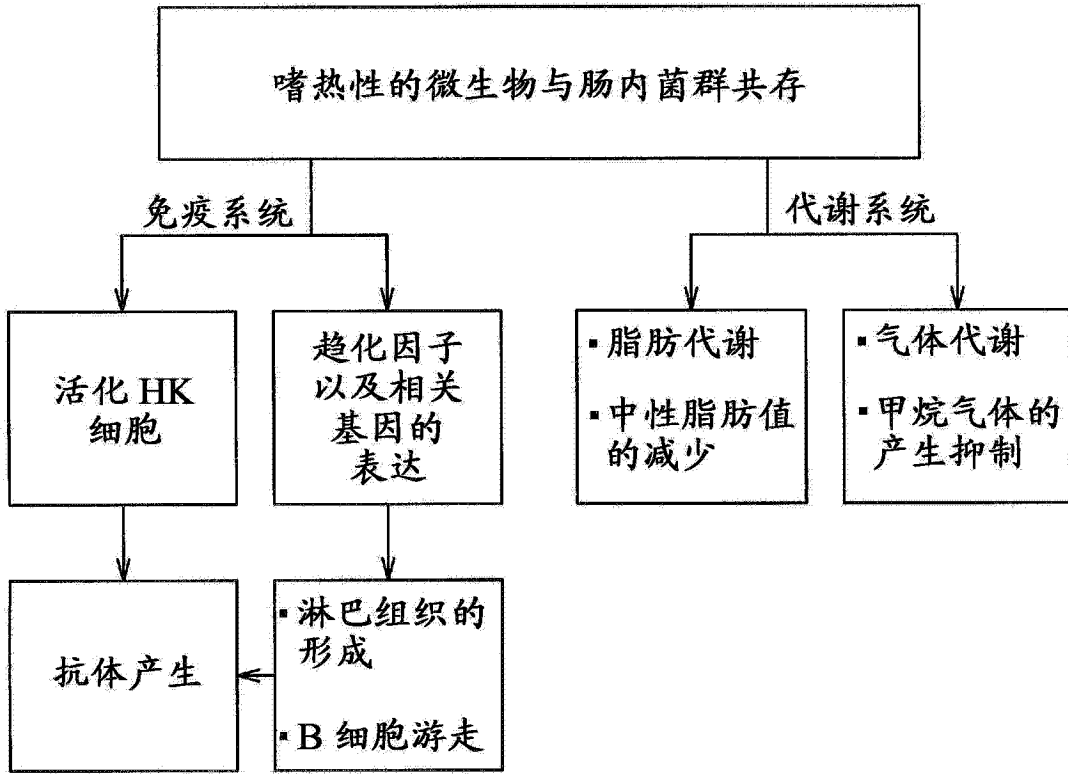 嗜热性的微生物与肠内菌群共存
免疫系统
代谢系统
活化 HK
细胞
趋化因子
以及相关
基因的
表达
▪脂肪代谢
▪中性脂肪值
的减少
▪气体代谢
▪甲烷气体的
产生抑制
抗体产生
▪淋巴组织的
形成
▪B 细胞游走